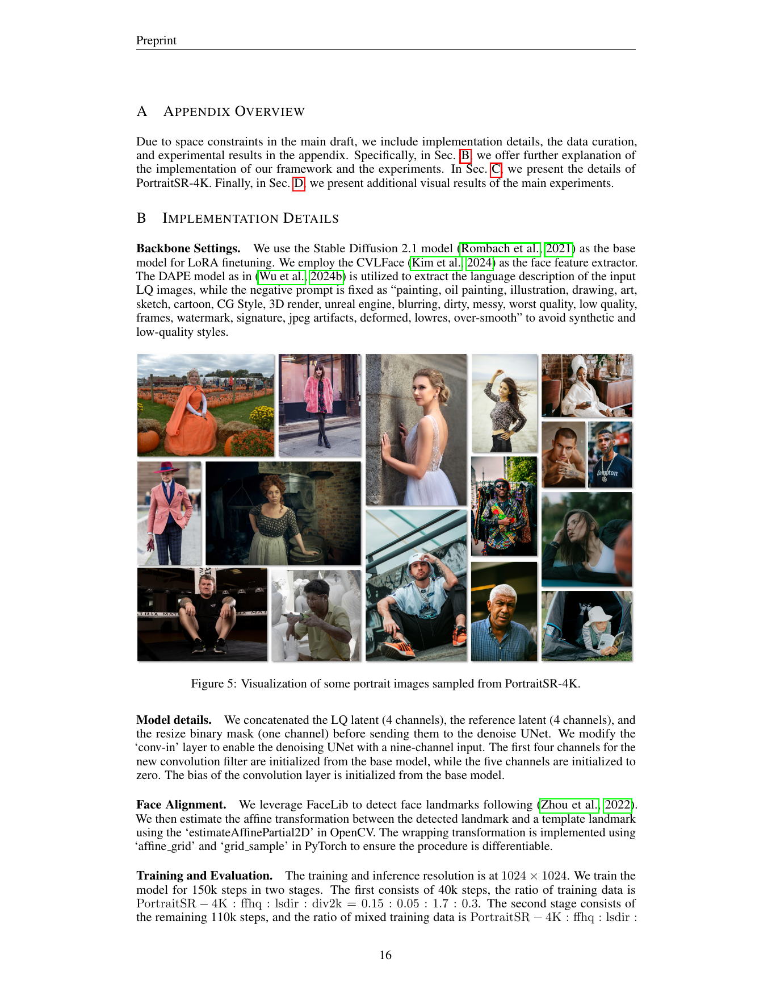 Preprint
A APPENDIX OVERVIEW
Due to space constraints in the main draft, we include implementation details, the data curation,
and experimental results in the appendix. Specifically, in Sec. B, we offer further explanation of
the implementation of our framework and the experiments. In Sec. C, we present the details of
PortraitSR-4K. Finally, in Sec. D, we present additional visual results of the main experiments.
B IMPLEMENTATION DETAILS
Backbone Settings. We use the Stable Diffusion 2.1 model (Rombach et al., 2021) as the base
model for LoRA finetuning. We employ the CVLFace (Kim et al., 2024) as the face feature extractor.
The DAPE model as in (Wu et al., 2024b) is utilized to extract the language description of the input
LQ images, while the negative prompt is fixed as “painting, oil painting, illustration, drawing, art,
sketch, cartoon, CG Style, 3D render, unreal engine, blurring, dirty, messy, worst quality, low quality,
frames, watermark, signature, jpeg artifacts, deformed, lowres, over-smooth” to avoid synthetic and
low-quality styles.
Compton
TRIX MAT
Figure 5: Visualization of some portrait images sampled from PortraitSR-4K.
Model details. We concatenated the LQ latent (4 channels), the reference latent (4 channels), and
the resize binary mask (one channel) before sending them to the denoise UNet. We modify the
‘conv-in’ layer to enable the denoising UNet with a nine-channel input. The first four channels for the
new convolution filter are initialized from the base model, while the five channels are initialized to
zero. The bias of the convolution layer is initialized from the base model.
Face Alignment. We leverage FaceLib to detect face landmarks following (Zhou et al., 2022).
We then estimate the affine transformation between the detected landmark and a template landmark
using the ‘estimateAffinePartial2D’ in OpenCV. The wrapping transformation is implemented using
‘affine_grid’ and ‘grid_sample’ in PyTorch to ensure the procedure is differentiable.
Training and Evaluation. The training and inference resolution is at 1024 × 1024. We train the
model for 150k steps in two stages. The first consists of 40k steps, the ratio of training data is
PortraitSR − 4K : ffhq : lsdir : div2k = 0.15 : 0.05 : 1.7 : 0.3. The second stage consists of
the remaining 110k steps, and the ratio of mixed training data is PortraitSR − 4K : ffhq : lsdir :
16